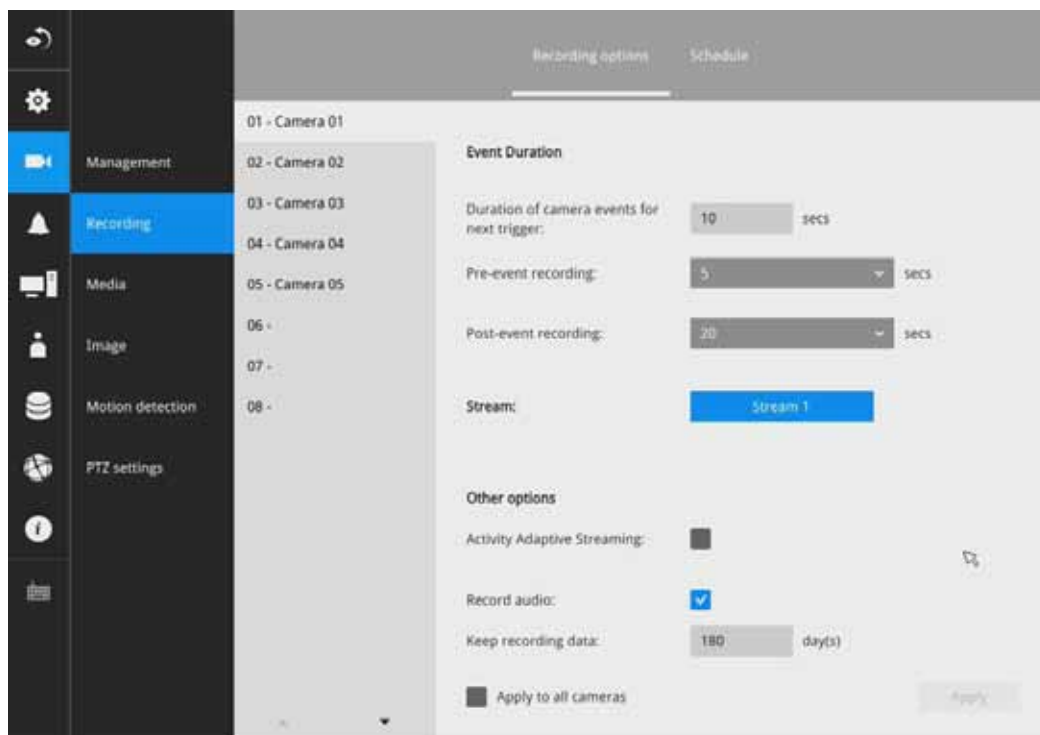 Recording options
Schedule
Management
Recording
Media
Image
Motion detection
PTZ settings
01 - Camera 01
02 - Camera 02
03 - Camera 03
04 - Camera 04
05 - Camera 05
06 -
07 -
08 -
Event Duration
Duration of camera events for
next trigger:
10 secs
Pre-event recording: 5 secs
Post-event recording: 20 secs
Stream: Stream 1
Other options
Activity Adaptive Streaming:
Record audio:
Keep recording data: 180 day(s)
Apply to all cameras
Apply